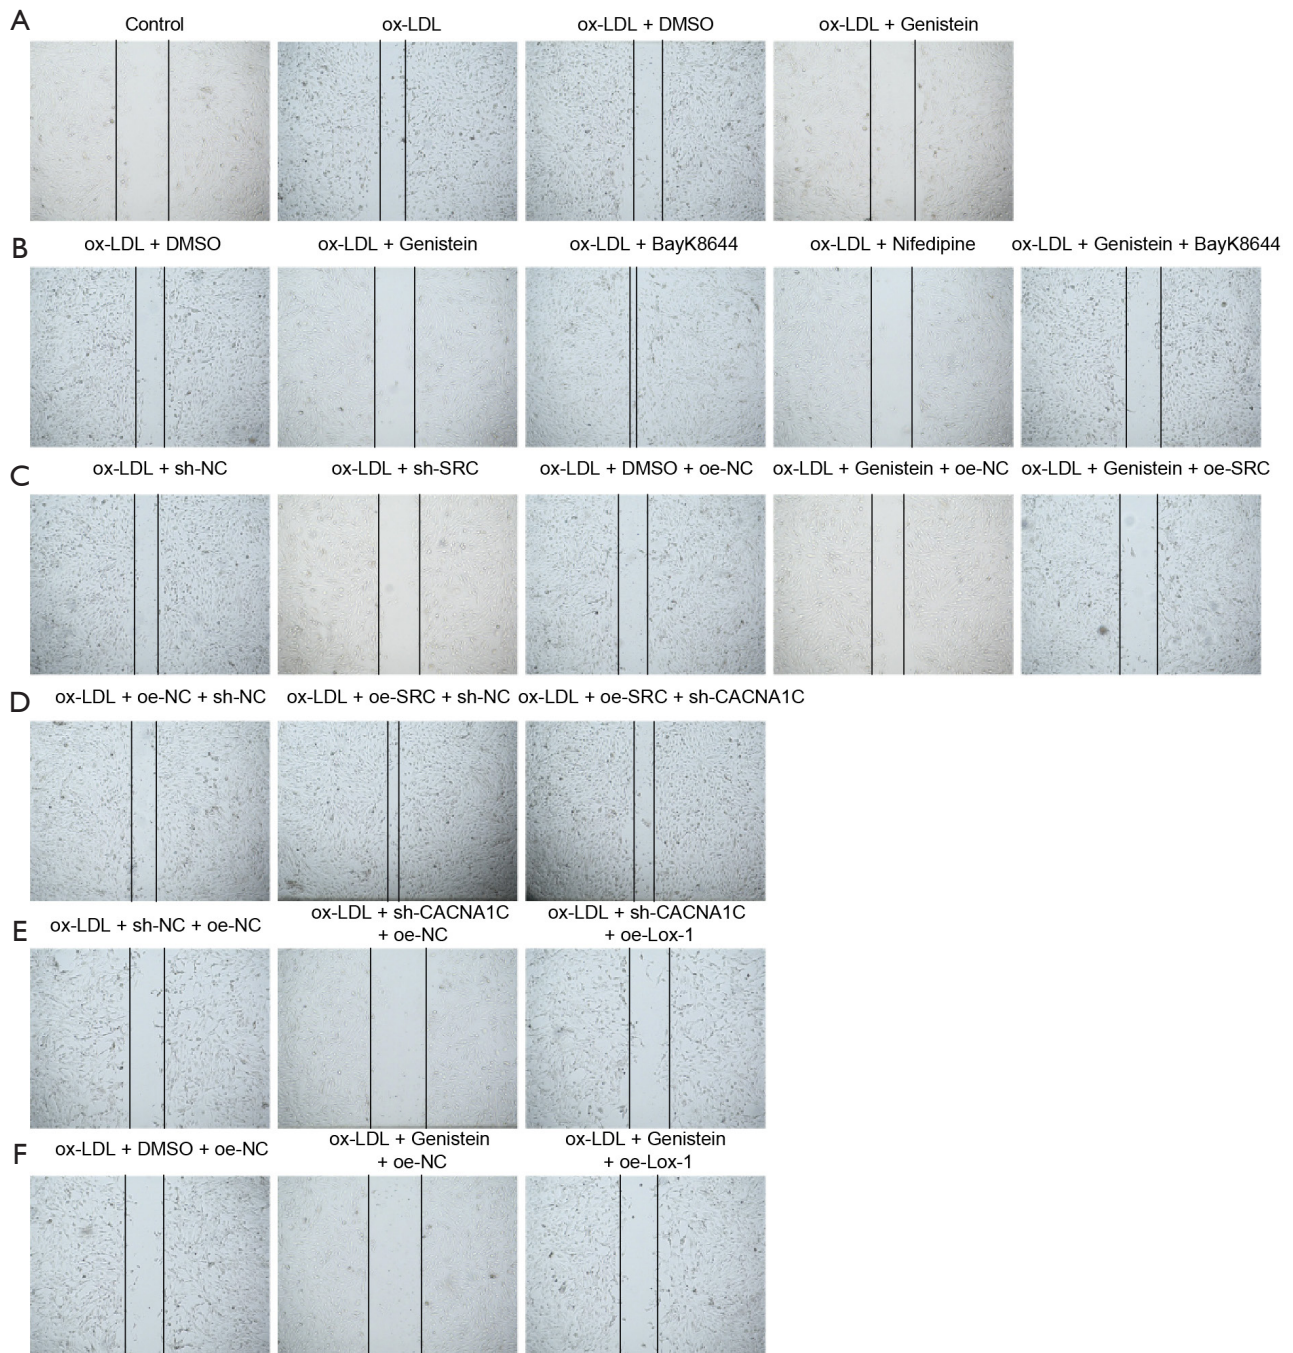 A
Control
ox-LDL
ox-LDL + DMSO
ox-LDL + Genistein
B
ox-LDL + DMSO
ox-LDL + Genistein
ox-LDL + BayK8644
ox-LDL + Nifedipine
ox-LDL + Genistein + BayK8644
C
ox-LDL + sh-NC
ox-LDL + sh-SRC
ox-LDL + DMSO + oe-NC
ox-LDL + Genistein + oe-NC
ox-LDL + Genistein + oe-SRC
D
ox-LDL + oe-NC + sh-NC
ox-LDL + oe-SRC + sh-NC
ox-LDL + oe-SRC + sh-CACNA1C
E
ox-LDL + sh-NC + oe-NC
ox-LDL + sh-CACNA1C
+ oe-NC
ox-LDL + sh-CACNA1C
+ oe-Lox-1
F
ox-LDL + DMSO + oe-NC
ox-LDL + Genistein
+ oe-NC
ox-LDL + Genistein
+ oe-Lox-1